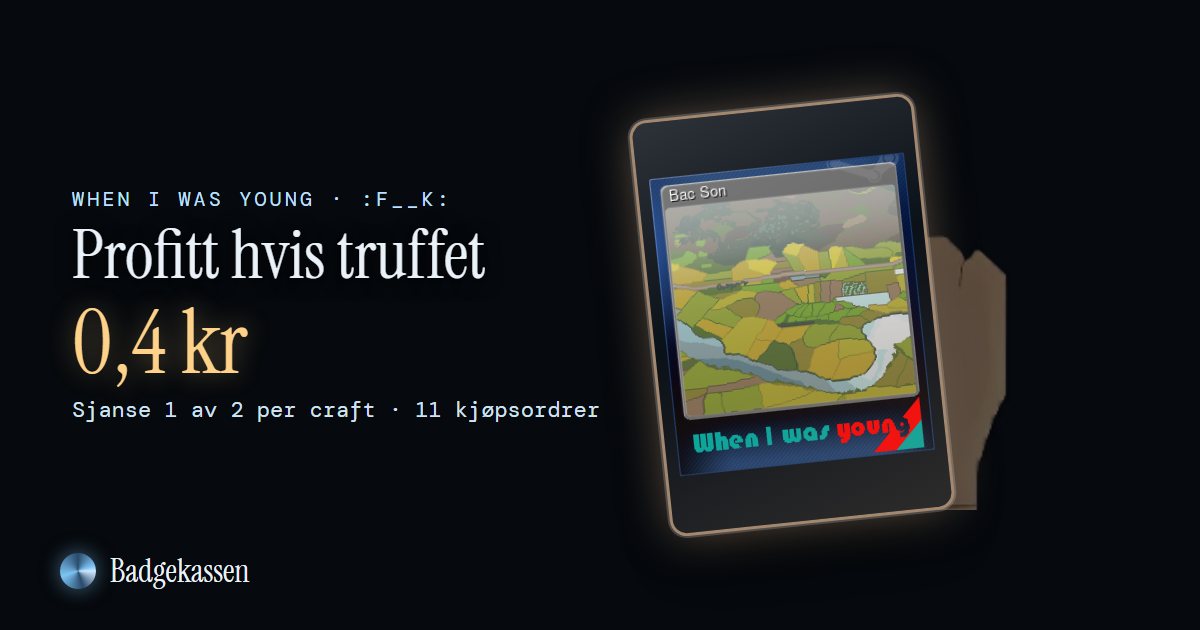 WHEN I WAS YOUNG · :F__K:
Profitt hvis truffet
0,4 kr
Sjanse 1 av 2 per craft · 11 kjøpsordrer
Bac Son
When I was young
Badgekassen